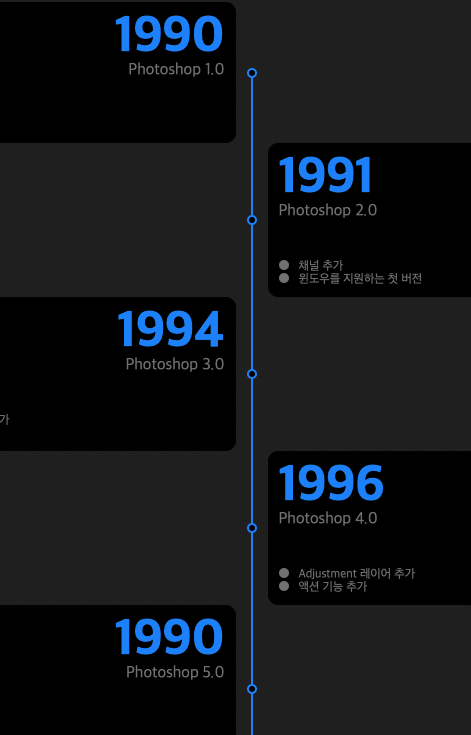 1990
Photoshop 1.0
1991
Photoshop 2.0
채널 추가
윈도우를 지원하는 첫 버전
1994
Photoshop 3.0
가
1996
Photoshop 4.0
Adjustment 레이어 추가
액션 기능 추가
1990
Photoshop 5.0